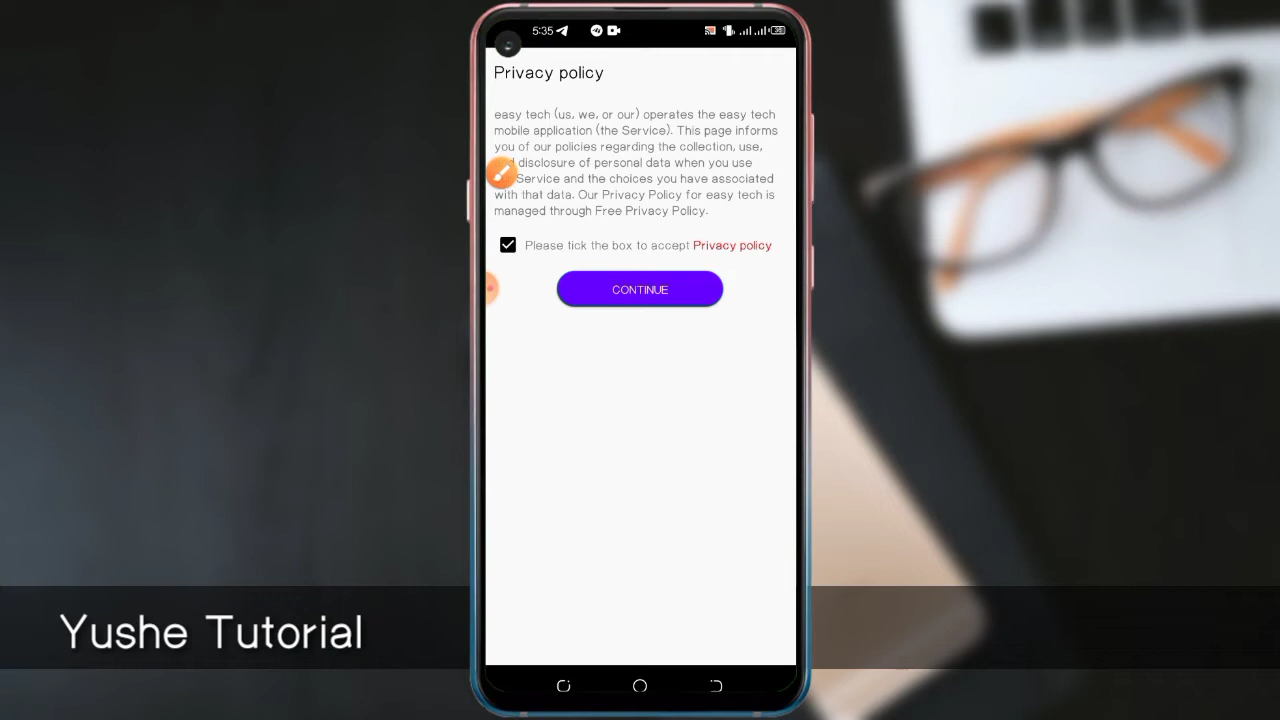 5:35
Privacy policy
easy tech (us, we, or our) operates the easy tech
mobile application (the Service). This page informs
you of our policies regarding the collection, use,
disclosure of personal data when you use
Service and the choices you have associated
with that data. Our Privacy Policy for easy tech is
managed through Free Privacy Policy.
Please tick the box to accept Privacy policy
CONTINUE
Yushe Tutorial